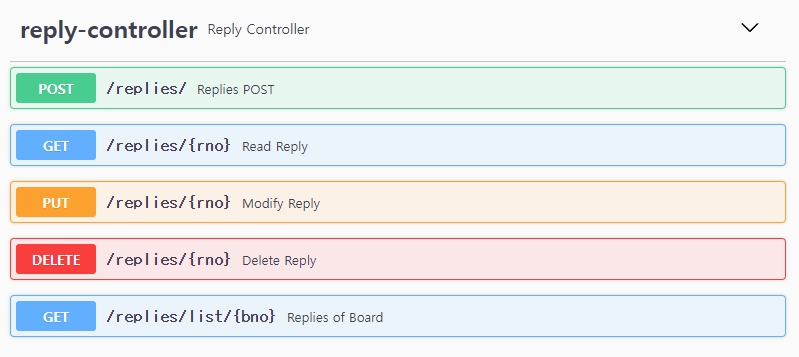 reply-controller Reply Controller
POST /replies/ Replies POST
GET /replies/{rno} Read Reply
PUT /replies/{rno} Modify Reply
DELETE /replies/{rno} Delete Reply
GET /replies/list/{bno} Replies of Board